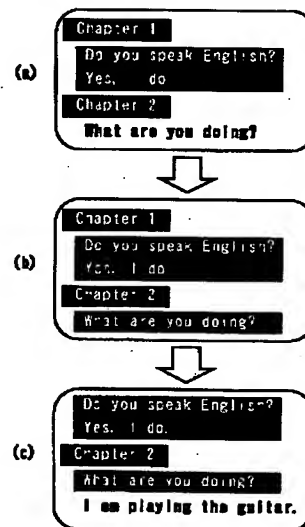 (a)
Chapter 1
Do you speak English?
Yes. do
Chapter 2
What are you doing?
(b)
Chapter 1
Do you speak English?
Yes. I do
Chapter 2
What are you doing?
(c)
Do you speak English?
Yes. I do.
Chapter 2
What are you doing?
I am playing the guitar.